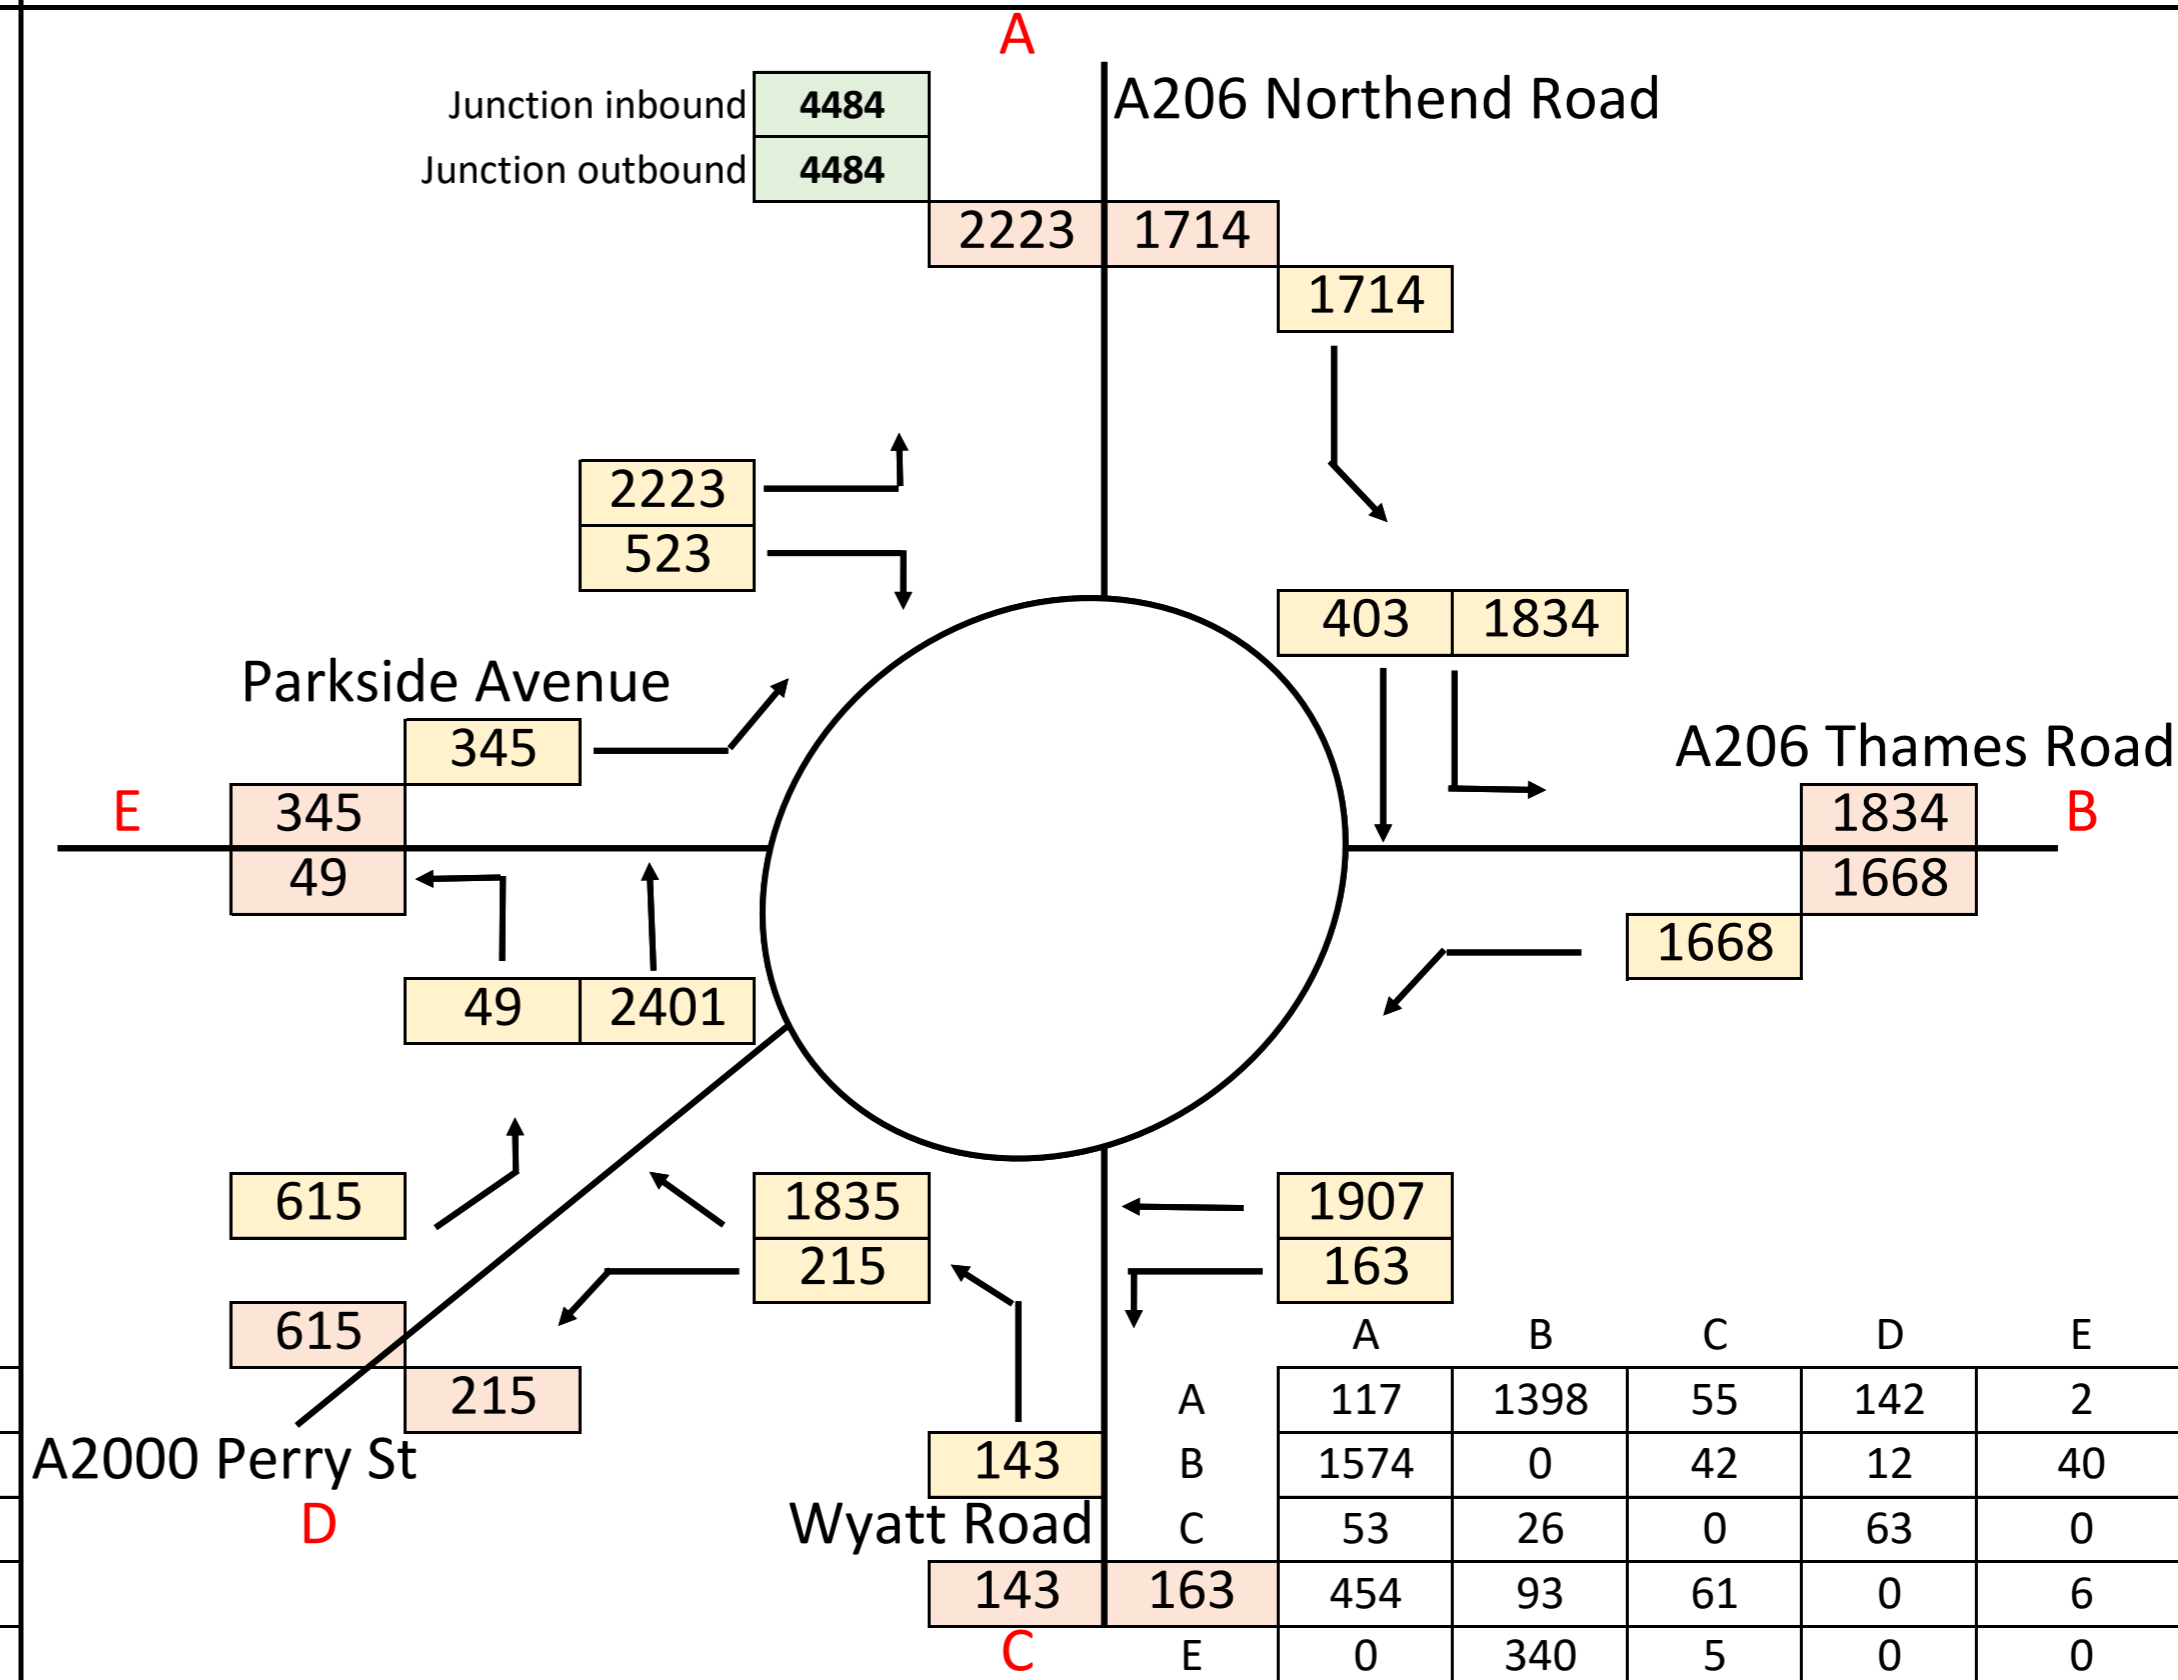 A
Junction inbound 4484
A206 Northend Road
Junction outbound 4484
2223 1714
1714
2223
523
403 1834
Parkside Avenue
345
A206 Thames Road
E 345
1834 B
49
1668
1668
49 2401
615
1835
1907
215
163
615
215
A2000 Perry St
D
143
Wyatt Road
143 163
C
A B C D E
A 117 1398 55 142 2
B 1574 0 42 12 40
C 53 26 0 63 0
454 93 61 0 6
E 0 340 5 0 0